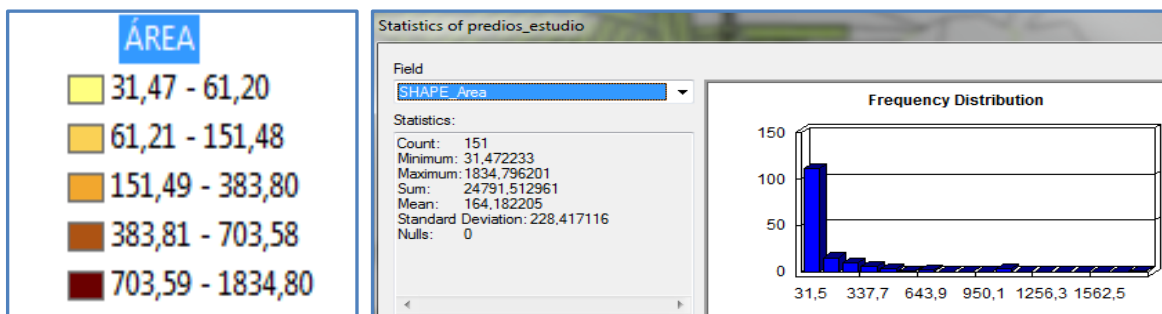 ÁREA
31,47 - 61,20
61,21 - 151,48
151,49 - 383,80
383,81 - 703,58
703,59 - 1834,80
Statistics of predios_estudio
Field
SHAPE_Area
Statistics:
Count: 151
Minimum: 31,472233
Maximum: 1834,796201
Sum: 24791,512961
Mean: 164,182205
Standard Deviation: 228,417116
Nulls: 0
Frequency Distribution
150
100
50
0
31,5 337,7 643,9 950,1 1256,3 1562,5